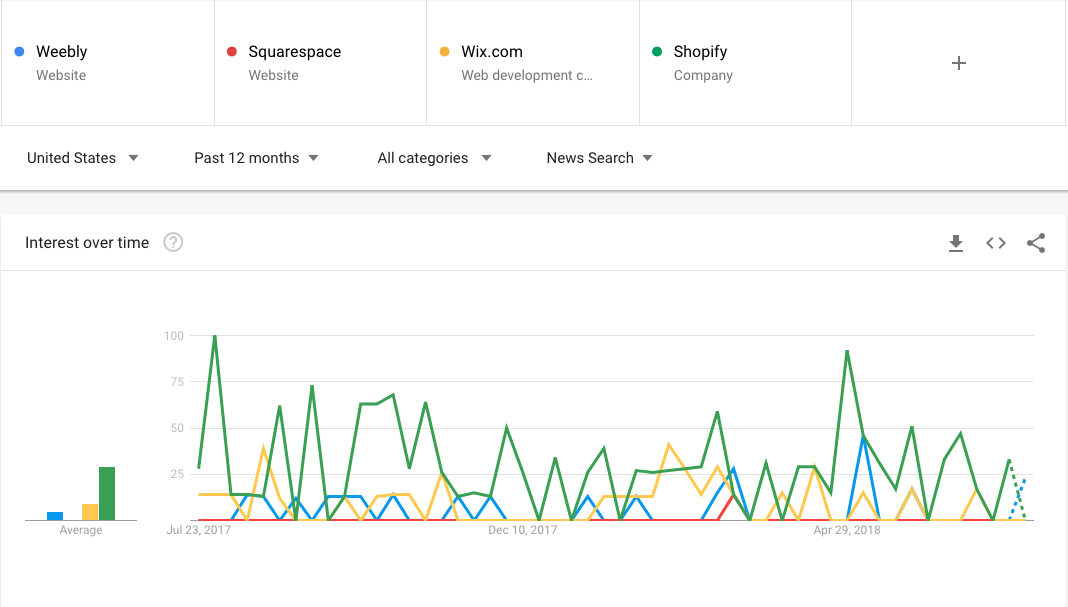 Weebly Squarespace Wix.com Shopify
Website Website Web development c... Company
+
United States Past 12 months All categories News Search
Interest over time ?
100
75
50
25
Average Jul 23, 2017 Dec 10, 2017 Apr 29, 2018